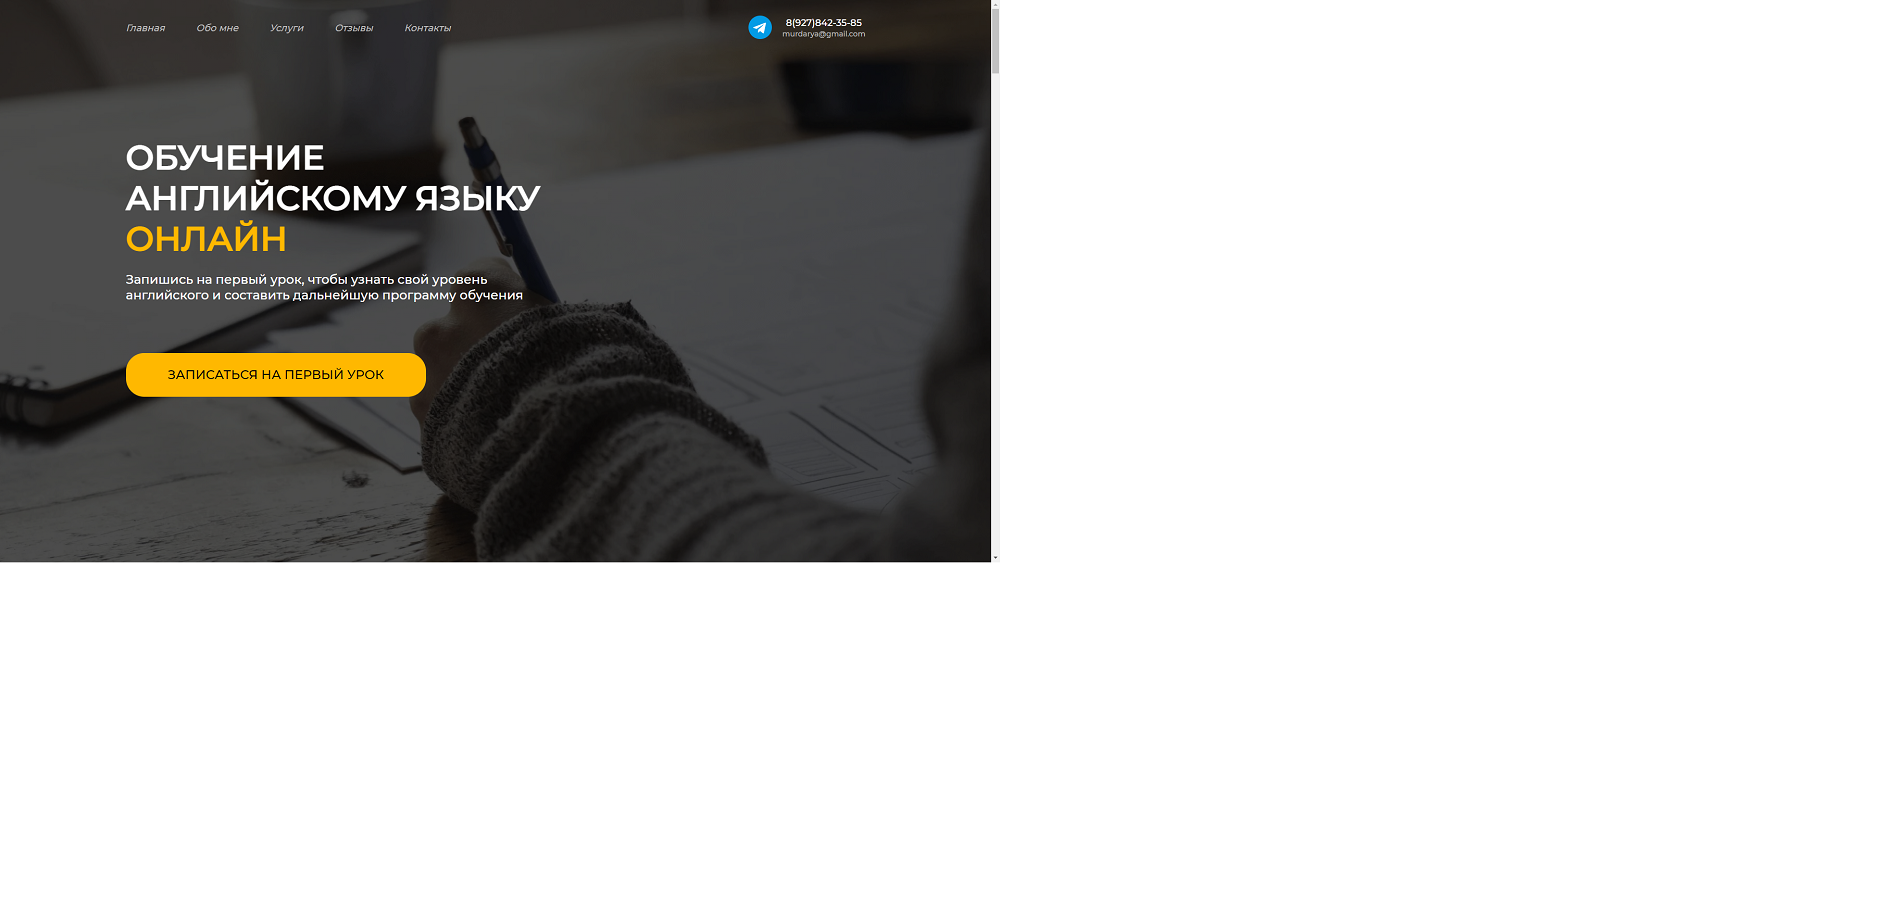 Главная Обо мне Услуги Отзывы Контакты
8(927)842-35-85
murdarya@gmail.com
ОБУЧЕНИЕ
АНГЛИЙСКОМУ ЯЗЫКУ
ОНЛАЙН
Запишись на первый урок, чтобы узнать свой уровень
английского и составить дальнейшую программу обучения
ЗАПИСАТЬСЯ НА ПЕРВЫЙ УРОК